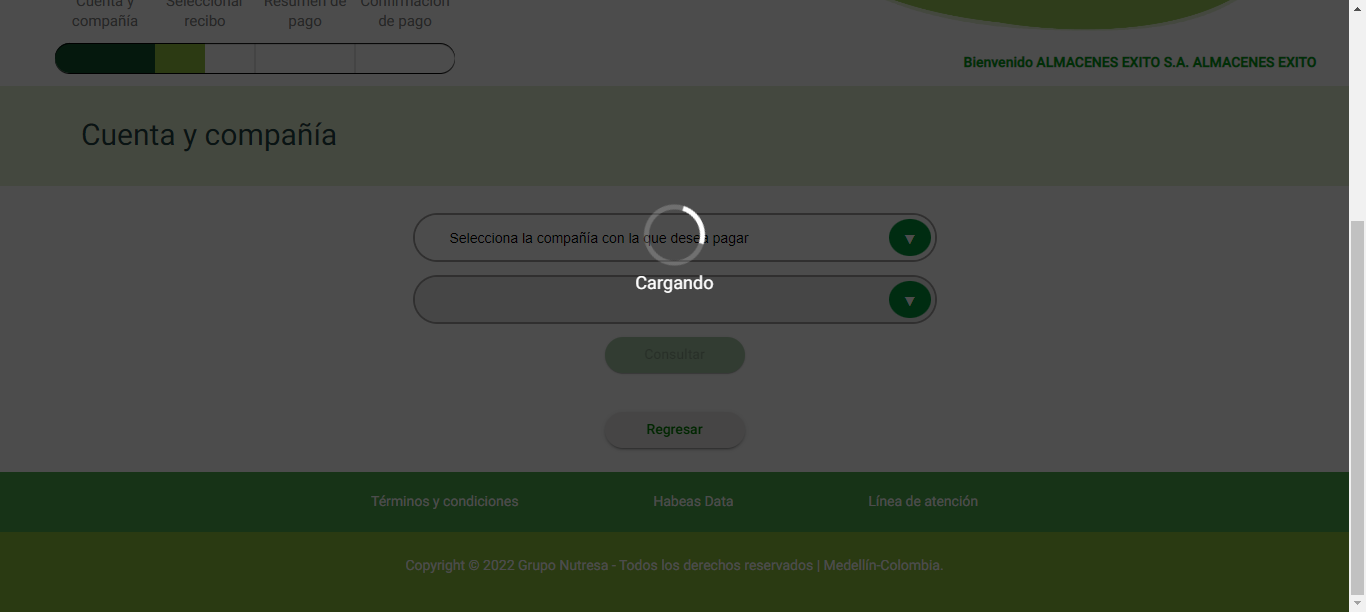 Cuenta y
compañía
Seleccionar
recibo
Resumen de
pago
Confirmación
de pago
Bienvenido ALMACENES EXITO S.A. ALMACENES EXITO
Cuenta y compañía
Selecciona la compañía con la que desea pagar
▼
Cargando
▼
Consultar
Regresar
Términos y condiciones
Habeas Data
Línea de atención
Copyright © 2022 Grupo Nutresa - Todos los derechos reservados | Medellín-Colombia.